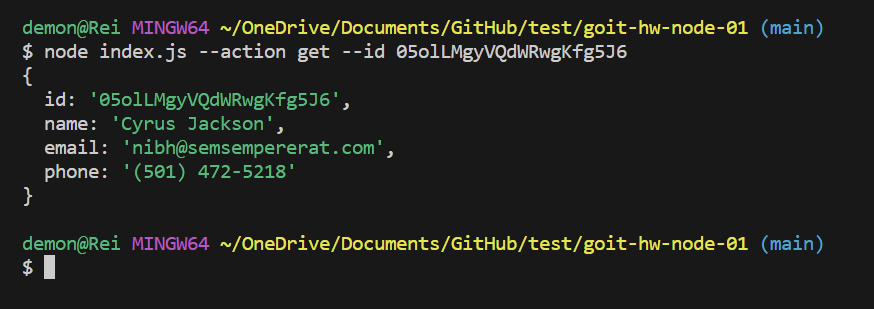 demon@Rei MINGW64 ~/OneDrive/Documents/GitHub/test/goit-hw-node-01 (main)
$ node index.js --action get --id 05olLMgyVQdWRwgKfg5J6
{
  id: '05olLMgyVQdWRwgKfg5J6',
  name: 'Cyrus Jackson',
  email: 'nibh@semsempererat.com',
  phone: '(501) 472-5218'
}
demon@Rei MINGW64 ~/OneDrive/Documents/GitHub/test/goit-hw-node-01 (main)
$